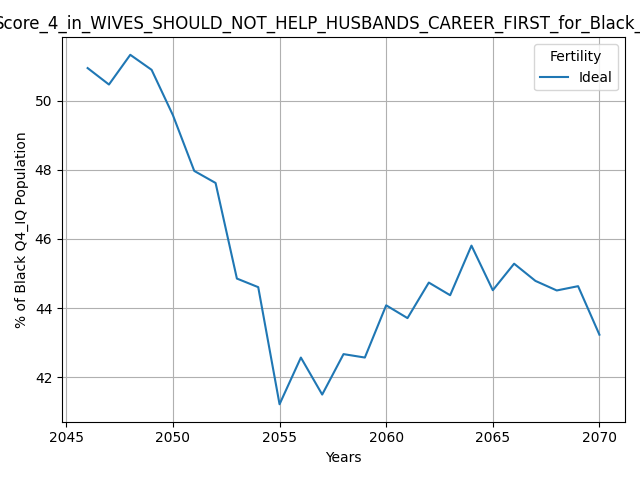 Score_4_in_WIVES_SHOULD_NOT_HELP_HUSBANDS_CAREER_FIRST_for_Black_
Fertility
Ideal
% of Black Q4_IQ Population
50
48
46
44
42
2045 2050 2055 2060 2065 2070
Years